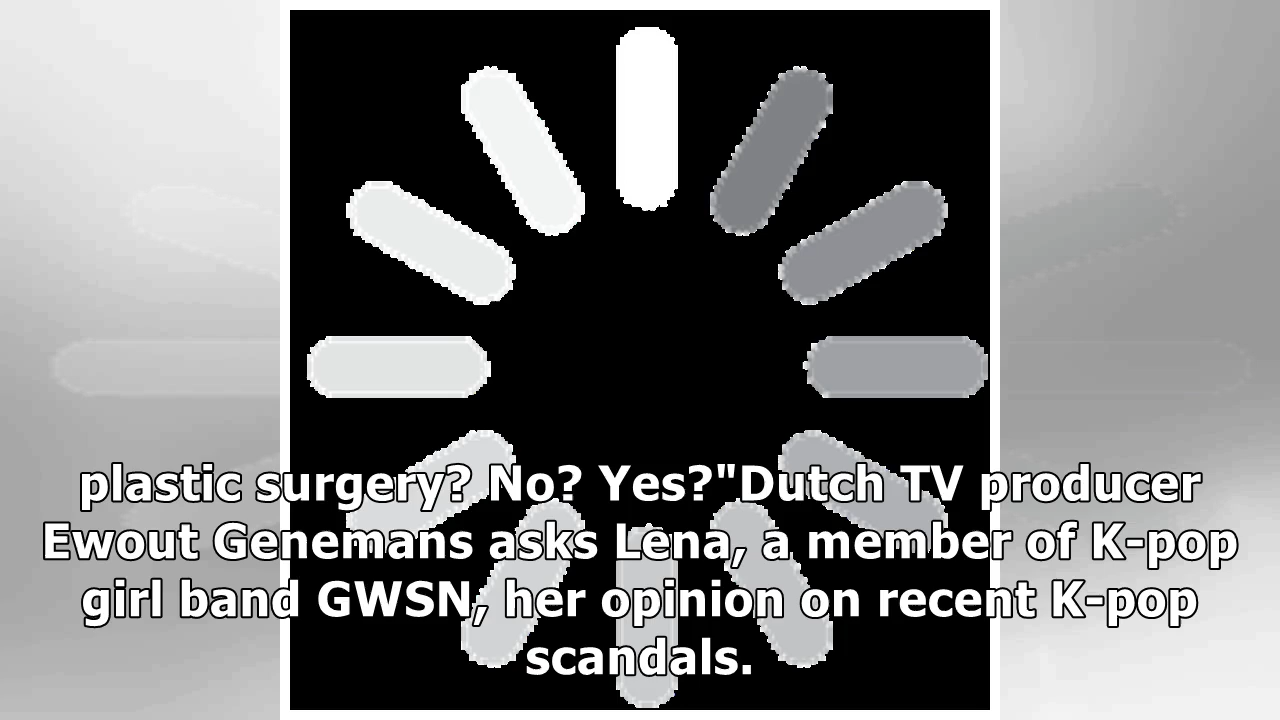 plastic surgery? No? Yes?"Dutch TV producer
Ewout Genemans asks Lena, a member of K-pop
girl band GWSN, her opinion on recent K-pop
scandals.